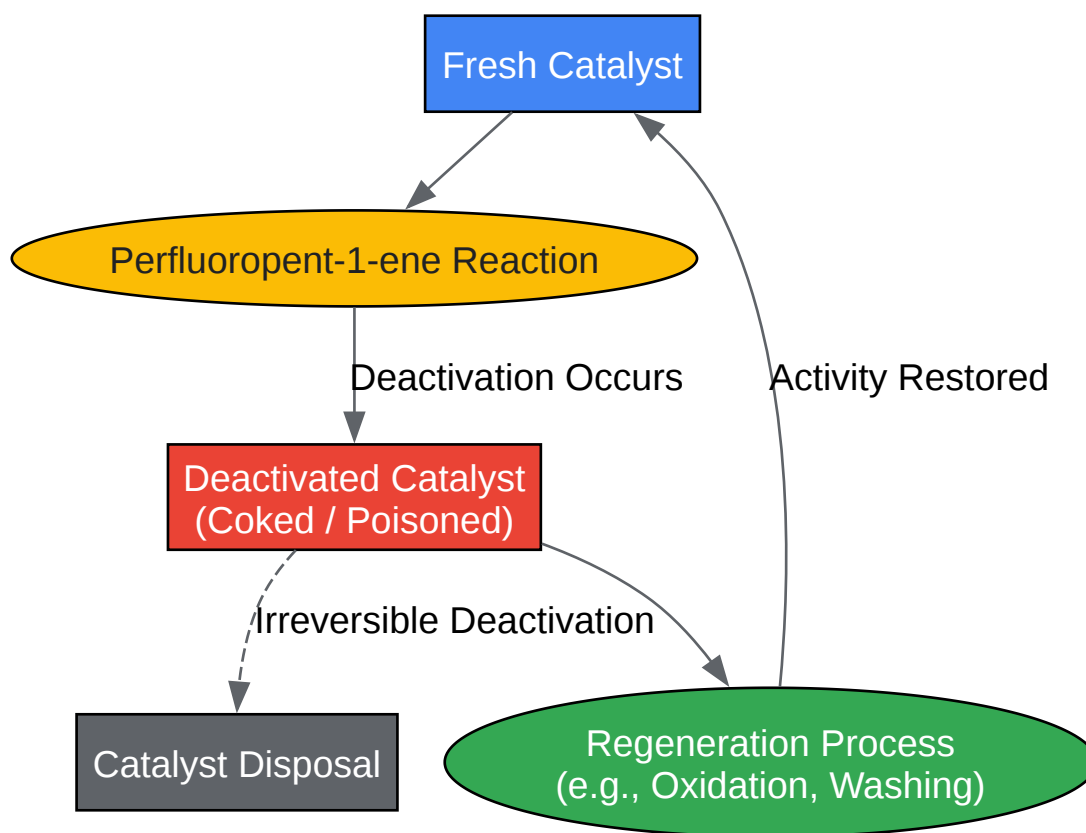 Fresh Catalyst
Perfluoropent-1-ene Reaction
Deactivation Occurs
Activity Restored
Deactivated Catalyst
(Coked / Poisoned)
Irreversible Deactivation
Catalyst Disposal
Regeneration Process
(e.g., Oxidation, Washing)